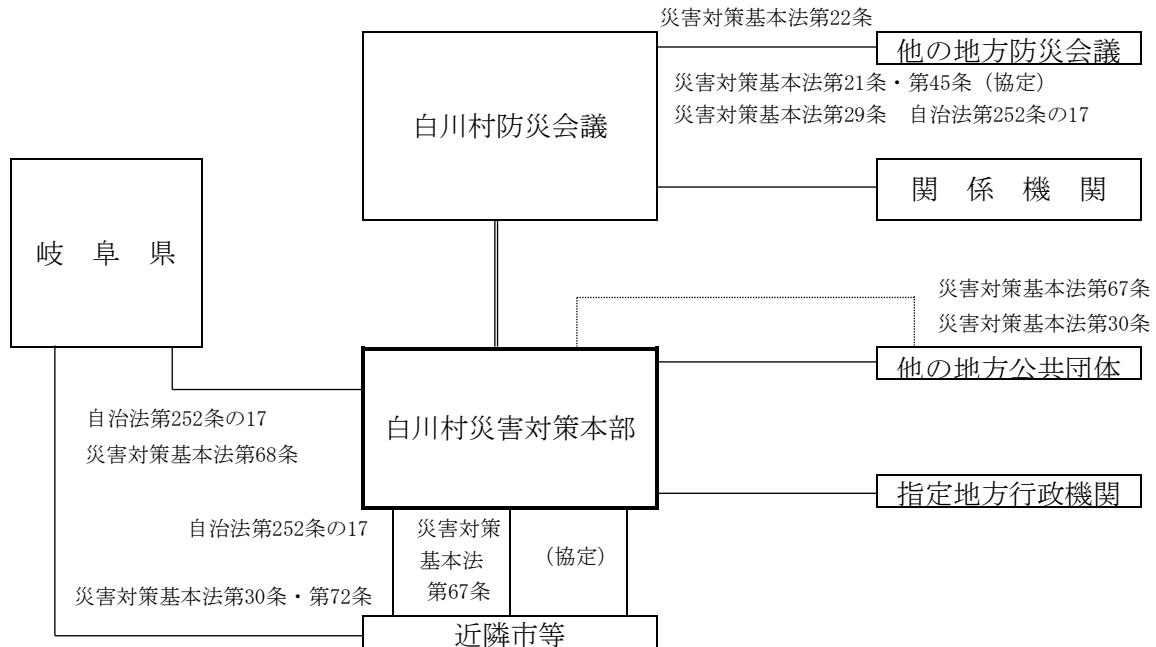 災害対策基本法第22条
他の地方防災会議
災害対策基本法第21条・第45条（協定）
災害対策基本法第29条　自治法第252条の17
白川村防災会議
関　係　機　関
岐　阜　県
災害対策基本法第67条
災害対策基本法第30条
他の地方公共団体
自治法第252条の17
災害対策基本法第68条
白川村災害対策本部
指定地方行政機関
自治法第252条の17
災害対策
基本法
第67条
（協定）
災害対策基本法第30条・第72条
近隣市等